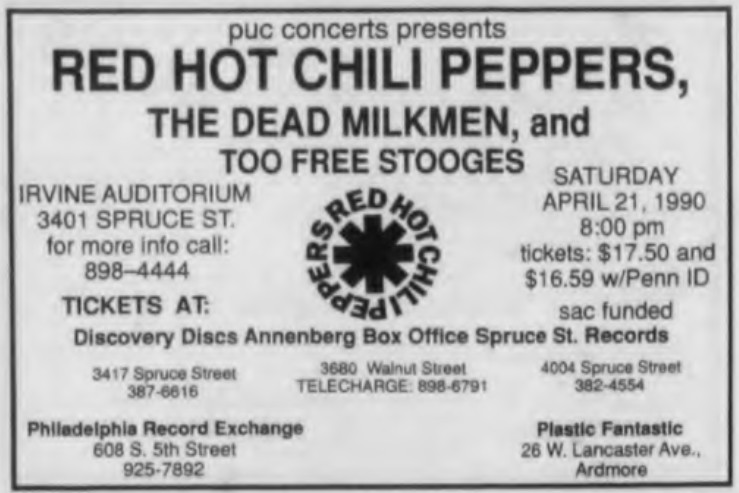 puc concerts presents
RED HOT CHILI PEPPERS,
THE DEAD MILKMEN, and
TOO FREE STOOGES
IRVINE AUDITORIUM
3401 SPRUCE ST.
for more info call:
898-4444
RED HOT CHILI PEPPERS
SATURDAY
APRIL 21, 1990
8:00 pm
tickets: $17.50 and
$16.59 w/Penn ID
sac funded
TICKETS AT:
Discovery Discs Annenberg Box Office Spruce St. Records
3417 Spruce Street
387-6616
3680 Walnut Street
TELECHARGE: 898-6791
4004 Spruce Street
382-4554
Philadelphia Record Exchange
608 S. 5th Street
925-7892
Plastic Fantastic
26 W. Lancaster Ave.,
Ardmore